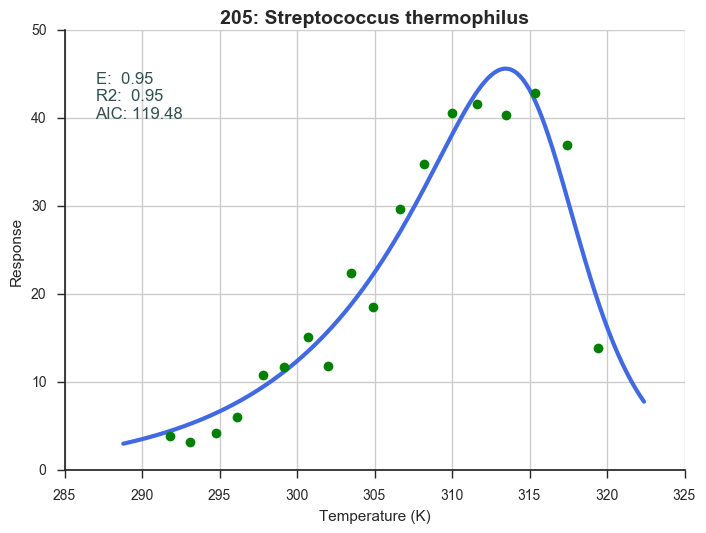 205: Streptococcus thermophilus
E:  0.95
R2:  0.95
AIC: 119.48
50
40
30
20
10
0
Response
285 290 295 300 305 310 315 320 325
Temperature (K)